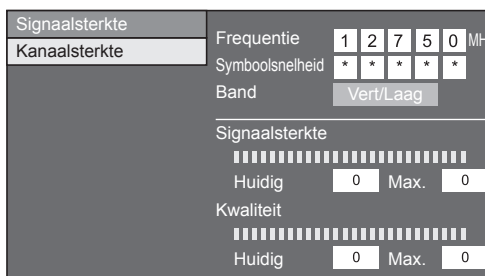 Signaalsterkte
Kanaalsterkte
Frequentie 1 2 7 5 0 MH
Symboolsnelheid * * * * *
Band Vert/Laag
Signaalsterkte
Huidig 0 Max. 0
Kwaliteit
Huidig 0 Max. 0